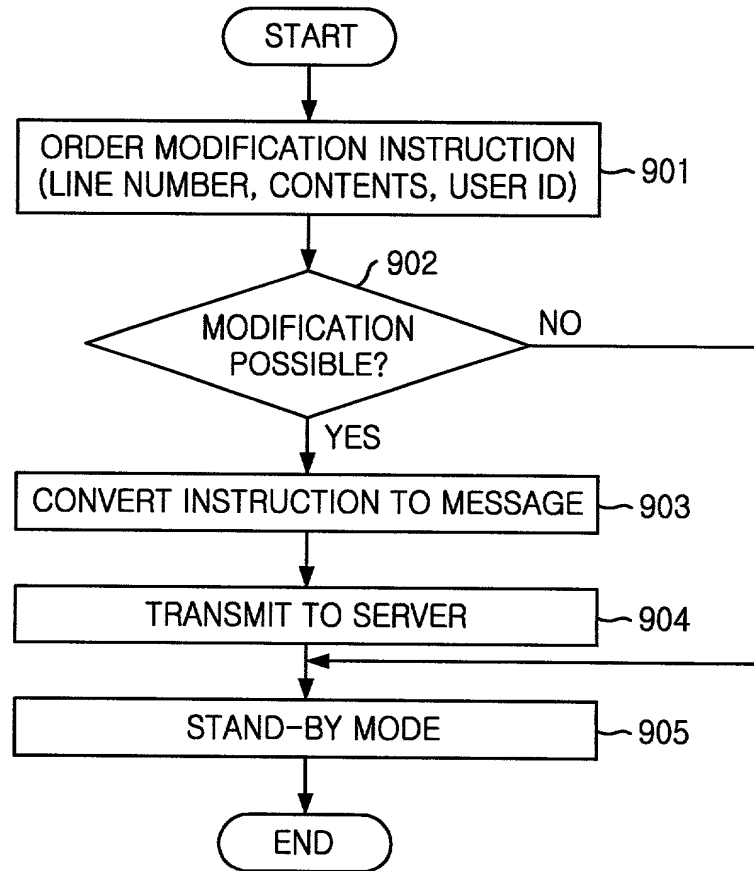 START
ORDER MODIFICATION INSTRUCTION
(LINE NUMBER, CONTENTS, USER ID)
901
902
MODIFICATION
POSSIBLE?
NO
YES
CONVERT INSTRUCTION TO MESSAGE
903
TRANSMIT TO SERVER
904
STAND-BY MODE
905
END